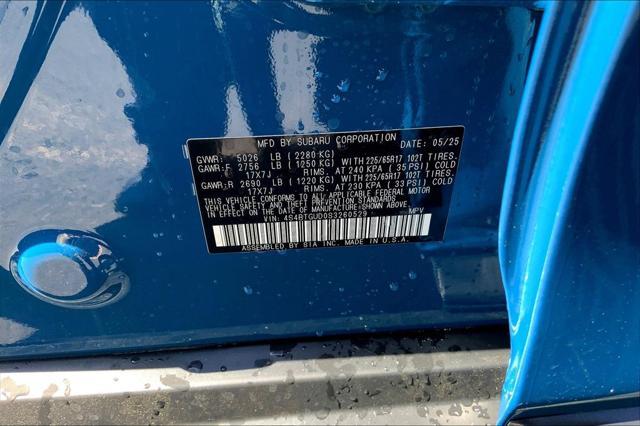 MFD BY SUBARU CORPORATION DATE: 05/25
GVWR: 5026 LB (2280 KG)
GAWR:F 2756 LB (1250 KG) WITH 225/65R17 102T TIRES,
17X7J RIMS, AT 240 KPA ( 35 PSI) COLD
GAWR:R 2690 LB (1220 KG) WITH 225/65R17 102T TIRES,
17X7J RIMS, AT 230 KPA ( 33 PSI) COLD
THIS VEHICLE CONFORMS TO ALL APPLICABLE FEDERAL MOTOR
VEHICLE SAFETY AND THEFT PREVENTION STANDARDS
IN EFFECT ON THE DATE OF MANUFACTURE SHOWN ABOVE.
VIN: 4S4BTGUD0S3260529 MPV
ASSEMBLED BY SIA INC. MADE IN U.S.A.